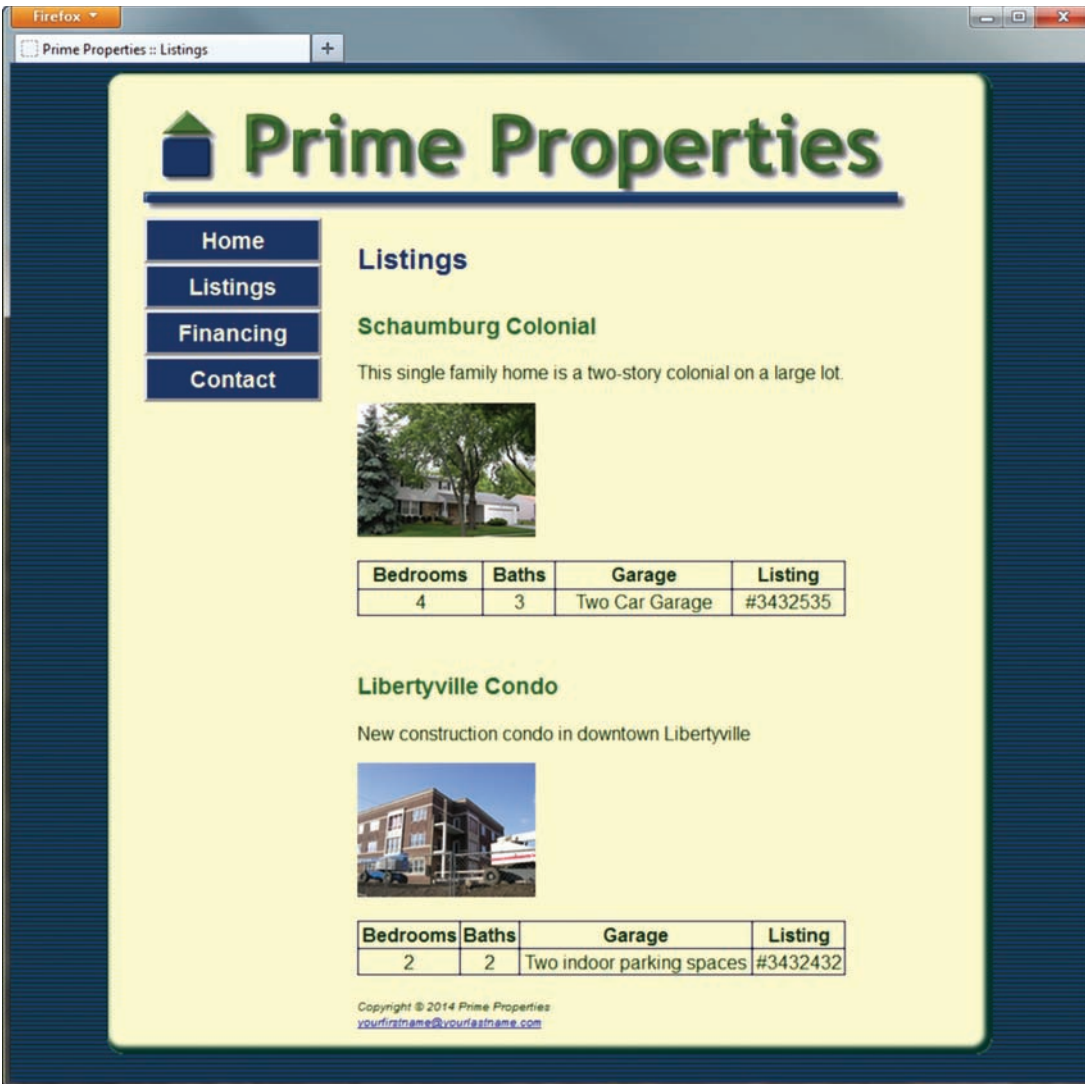 Firefox
Prime Properties :: Listings
+
Prime Properties
Home
Listings
Financing
Contact
Listings
Schaumburg Colonial
This single family home is a two-story colonial on a large lot.
Bedrooms Baths Garage Listing
4 3 Two Car Garage #3432535
Libertyville Condo
New construction condo in downtown Libertyville
Bedrooms Baths Garage Listing
2 2 Two indoor parking spaces #3432432
Copyright © 2014 Prime Properties
yourfirstname@yourlastname.com